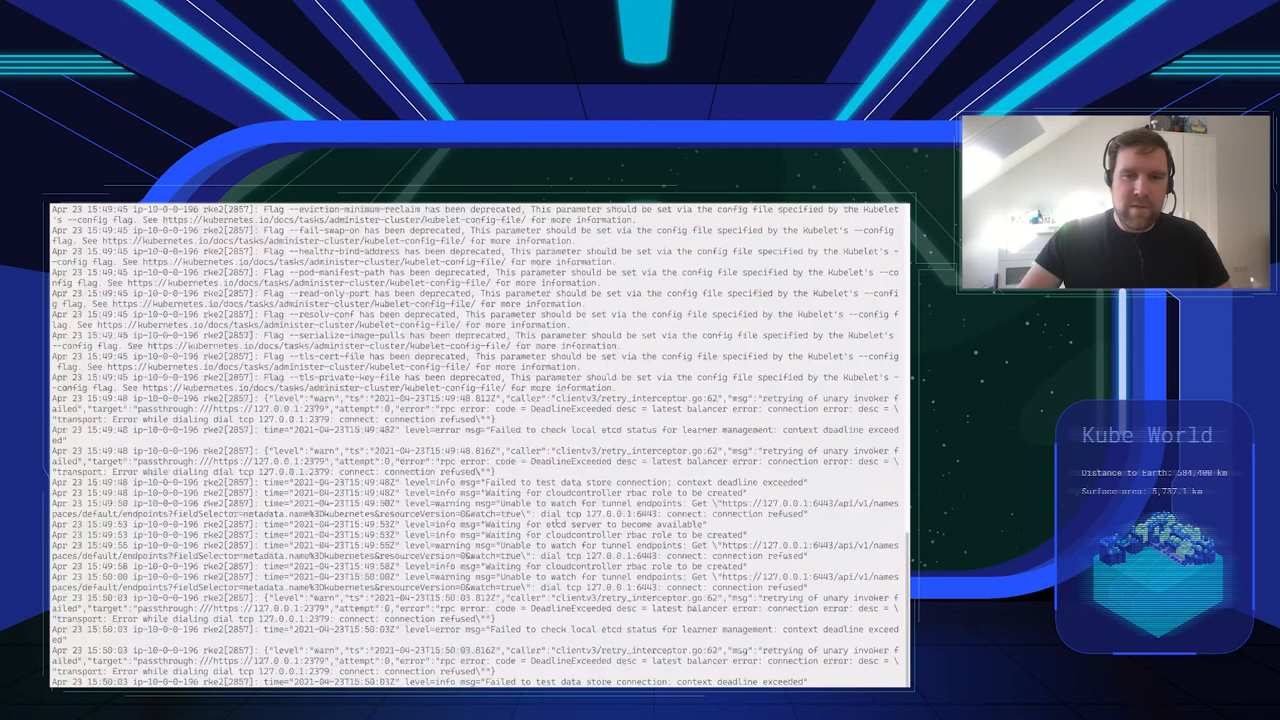 Apr 23 15:49:45 ip-10-0-0-196 rke2[2857]: Flag --eviction-minimum-reclaim has been deprecated, This parameter should be set via the config file specified by the Kubelet
's --config flag. See https://kubernetes.io/docs/tasks/administer-cluster/kubelet-config-file/ for more information.
Apr 23 15:49:45 ip-10-0-0-196 rke2[2857]: Flag --fail-swap-on has been deprecated, This parameter should be set via the config file specified by the Kubelet's --config
flag. See https://kubernetes.io/docs/tasks/administer-cluster/kubelet-config-file/ for more information.
Apr 23 15:49:45 ip-10-0-0-196 rke2[2857]: Flag --healthz-bind-address has been deprecated, This parameter should be set via the config file specified by the Kubelet's -
-config flag. See https://kubernetes.io/docs/tasks/administer-cluster/kubelet-config-file/ for more information.
Apr 23 15:49:45 ip-10-0-0-196 rke2[2857]: Flag --pod-manifest-path has been deprecated, This parameter should be set via the config file specified by the Kubelet's --co
nfig flag. See https://kubernetes.io/docs/tasks/administer-cluster/kubelet-config-file/ for more information.
Apr 23 15:49:45 ip-10-0-0-196 rke2[2857]: Flag --read-only-port has been deprecated, This parameter should be set via the config file specified by the Kubelet's --confi
g flag. See https://kubernetes.io/docs/tasks/administer-cluster/kubelet-config-file/ for more information.
Apr 23 15:49:45 ip-10-0-0-196 rke2[2857]: Flag --resolv-conf has been deprecated, This parameter should be set via the config file specified by the Kubelet's --config f
lag. See https://kubernetes.io/docs/tasks/administer-cluster/kubelet-config-file/ for more information.
Apr 23 15:49:45 ip-10-0-0-196 rke2[2857]: Flag --serialize-image-pulls has been deprecated, This parameter should be set via the config file specified by the Kubelet's
--config flag. See https://kubernetes.io/docs/tasks/administer-cluster/kubelet-config-file/ for more information.
Apr 23 15:49:45 ip-10-0-0-196 rke2[2857]: Flag --tls-cert-file has been deprecated, This parameter should be set via the config file specified by the Kubelet's --config
flag. See https://kubernetes.io/docs/tasks/administer-cluster/kubelet-config-file/ for more information.
Apr 23 15:49:45 ip-10-0-0-196 rke2[2857]: Flag --tls-private-key-file has been deprecated, This parameter should be set via the config file specified by the Kubelet's -
-config flag. See https://kubernetes.io/docs/tasks/administer-cluster/kubelet-config-file/ for more information.
Apr 23 15:49:48 ip-10-0-0-196 rke2[2857]: {"level":"warn","ts":"2021-04-23T15:49:48.812Z","caller":"clientv3/retry_interceptor.go:62","msg":"retrying of unary invoker f
ailed","target":"passthrough:///https://127.0.0.1:2379","attempt":0,"error":"rpc error: code = DeadlineExceeded desc = latest balancer error: connection error: desc = \
"transport: Error while dialing dial tcp 127.0.0.1:2379: connect: connection refused\""}
Apr 23 15:49:48 ip-10-0-0-196 rke2[2857]: time="2021-04-23T15:49:48Z" level=error msg="Failed to check local etcd status for learner management: context deadline exceed
ed"
Apr 23 15:49:48 ip-10-0-0-196 rke2[2857]: {"level":"warn","ts":"2021-04-23T15:49:48.816Z","caller":"clientv3/retry_interceptor.go:62","msg":"retrying of unary invoker f
ailed","target":"passthrough:///https://127.0.0.1:2379","attempt":0,"error":"rpc error: code = DeadlineExceeded desc = latest balancer error: connection error: desc = \
"transport: Error while dialing dial tcp 127.0.0.1:2379: connect: connection refused\""}
Apr 23 15:49:48 ip-10-0-0-196 rke2[2857]: time="2021-04-23T15:49:48Z" level=info msg="Failed to test data store connection: context deadline exceeded"
Apr 23 15:49:48 ip-10-0-0-196 rke2[2857]: time="2021-04-23T15:49:48Z" level=info msg="Waiting for cloudcontroller rbac role to be created"
Apr 23 15:49:50 ip-10-0-0-196 rke2[2857]: time="2021-04-23T15:49:50Z" level=warning msg="Unable to watch for tunnel endpoints: Get \"https://127.0.0.1:6443/api/v1/names
paces/default/endpoints?fieldSelector=metadata.name%3Dkubernetes&resourceVersion=0&watch=true\": dial tcp 127.0.0.1:6443: connect: connection refused"
Apr 23 15:49:53 ip-10-0-0-196 rke2[2857]: time="2021-04-23T15:49:53Z" level=info msg="Waiting for etcd server to become available"
Apr 23 15:49:53 ip-10-0-0-196 rke2[2857]: time="2021-04-23T15:49:53Z" level=info msg="Waiting for cloudcontroller rbac role to be created"
Apr 23 15:49:55 ip-10-0-0-196 rke2[2857]: time="2021-04-23T15:49:55Z" level=warning msg="Unable to watch for tunnel endpoints: Get \"https://127.0.0.1:6443/api/v1/names
paces/default/endpoints?fieldSelector=metadata.name%3Dkubernetes&resourceVersion=0&watch=true\": dial tcp 127.0.0.1:6443: connect: connection refused"
Apr 23 15:49:58 ip-10-0-0-196 rke2[2857]: time="2021-04-23T15:49:58Z" level=info msg="Waiting for cloudcontroller rbac role to be created"
Apr 23 15:50:00 ip-10-0-0-196 rke2[2857]: time="2021-04-23T15:50:00Z" level=warning msg="Unable to watch for tunnel endpoints: Get \"https://127.0.0.1:6443/api/v1/names
paces/default/endpoints?fieldSelector=metadata.name%3Dkubernetes&resourceVersion=0&watch=true\": dial tcp 127.0.0.1:6443: connect: connection refused"
Apr 23 15:50:03 ip-10-0-0-196 rke2[2857]: {"level":"warn","ts":"2021-04-23T15:50:03.812Z","caller":"clientv3/retry_interceptor.go:62","msg":"retrying of unary invoker f
ailed","target":"passthrough:///https://127.0.0.1:2379","attempt":0,"error":"rpc error: code = DeadlineExceeded desc = latest balancer error: connection error: desc = \
"transport: Error while dialing dial tcp 127.0.0.1:2379: connect: connection refused\""}
Apr 23 15:50:03 ip-10-0-0-196 rke2[2857]: time="2021-04-23T15:50:03Z" level=error msg="Failed to check local etcd status for learner management: context deadline exceed
ed"
Apr 23 15:50:03 ip-10-0-0-196 rke2[2857]: {"level":"warn","ts":"2021-04-23T15:50:03.816Z","caller":"clientv3/retry_interceptor.go:62","msg":"retrying of unary invoker f
ailed","target":"passthrough:///https://127.0.0.1:2379","attempt":0,"error":"rpc error: code = DeadlineExceeded desc = latest balancer error: connection error: desc = \
"transport: Error while dialing dial tcp 127.0.0.1:2379: connect: connection refused\""}
Apr 23 15:50:03 ip-10-0-0-196 rke2[2857]: time="2021-04-23T15:50:03Z" level=info msg="Failed to test data store connection: context deadline exceeded"
Kube World
Distance to Earth: 584,400 km
Surface area: 5,737.1 km